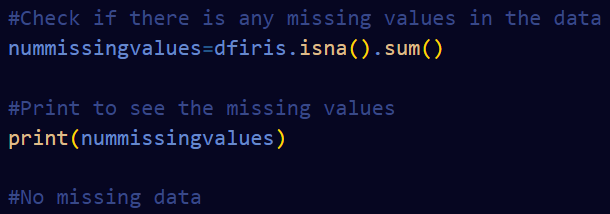 #Check if there is any missing values in the data
nummissingvalues=dfiris.isna().sum()
#Print to see the missing values
print(nummissingvalues)
#No missing data